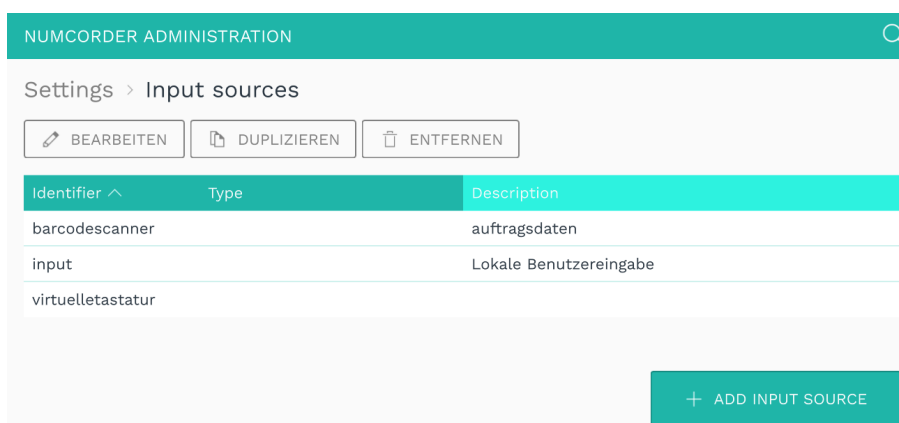 NUMCORDER ADMINISTRATION
Settings > Input sources
BEARBEITEN DUPLIZIEREN ENTFERNEN
Identifier Type Description
barcodescanner auftragsdaten
input Lokale Benutzereingabe
virtuelletastatur
+ ADD INPUT SOURCE